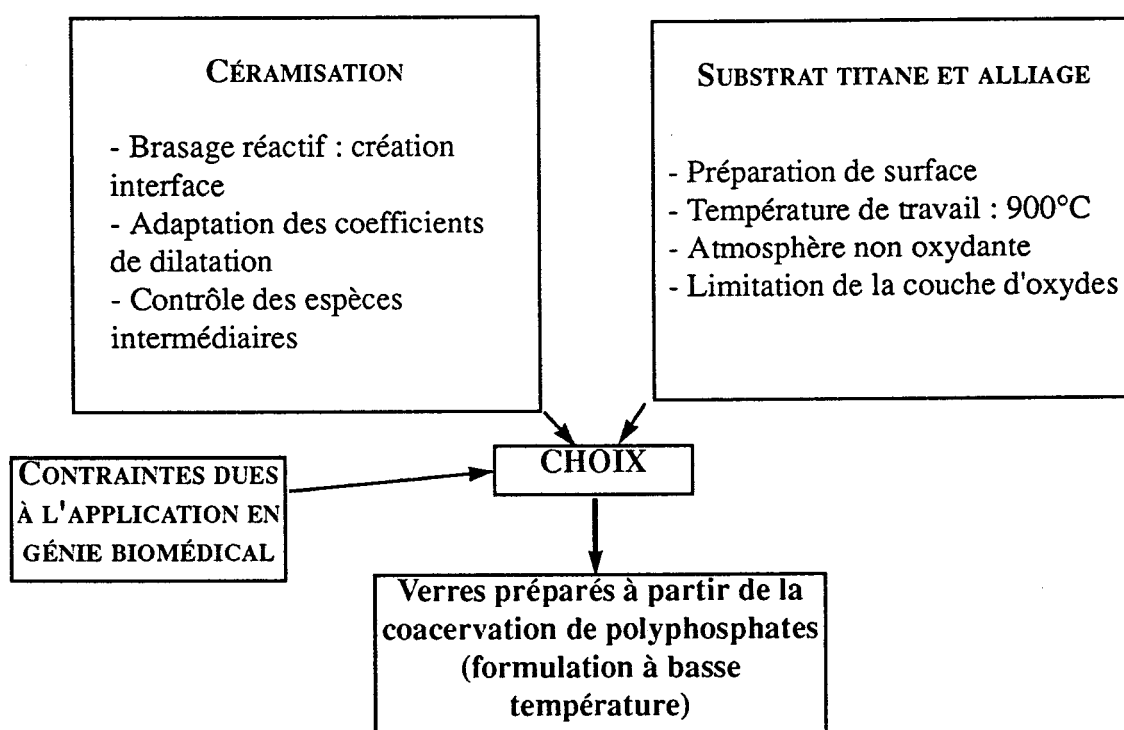 CÉRAMISATION
- Brasage réactif : création
interface
- Adaptation des coefficients
de dilatation
- Contrôle des espèces
intermédiaires
SUBSTRAT TITANE ET ALLIAGE
- Préparation de surface
- Température de travail : 900°C
- Atmosphère non oxydante
- Limitation de la couche d'oxydes
CHOIX
CONTRAINTES DUES
À L'APPLICATION EN
GÉNIE BIOMÉDICAL
Verres préparés à partir de la
coacervation de polyphosphates
(formulation à basse
température)